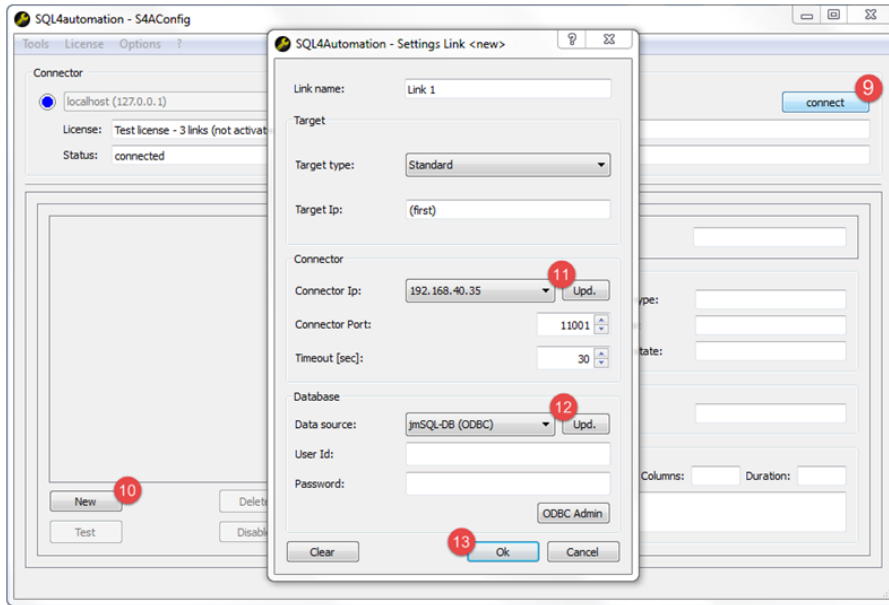 SQL4automation - S4AConfig
Tools License Options ?
Connector
localhost (127.0.0.1)
connect
9
License: Test license - 3 links (not activat
Status: connected
SQL4Automation - Settings Link <new>
Link name: Link 1
Target
Target type: Standard
Target Ip: (first)
Connector
11
Connector Ip: 192.168.40.35 Upd.
Connector Port: 11001
Timeout [sec]: 30
Database
12
Data source: jmSQL-DB (ODBC) Upd.
User Id:
Password:
ODBC Admin
13
Clear Ok Cancel
ype:
e:
tate:
Columns: Duration:
10
New Delete
Test Disabl